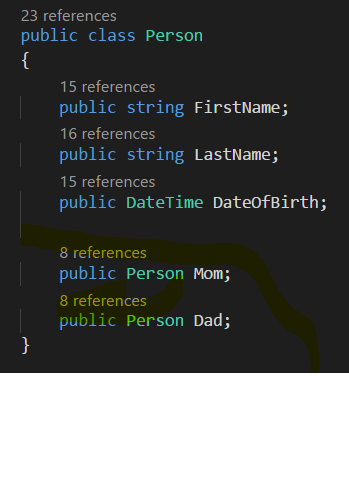 23 references
public class Person
{
15 references
public string FirstName;
16 references
public string LastName;
15 references
public DateTime DateOfBirth;
8 references
public Person Mom;
8 references
public Person Dad;
}